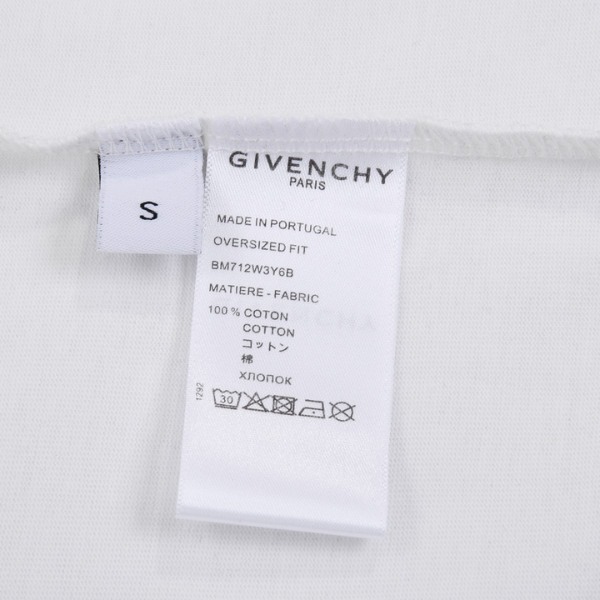 S
GIVENCHY
PARIS
MADE IN PORTUGAL
OVERSIZED FIT
BM712W3Y6B
MATIERE - FABRIC
100 % COTON
COTTON
コットン
棉
ХЛОПОК
1292
30